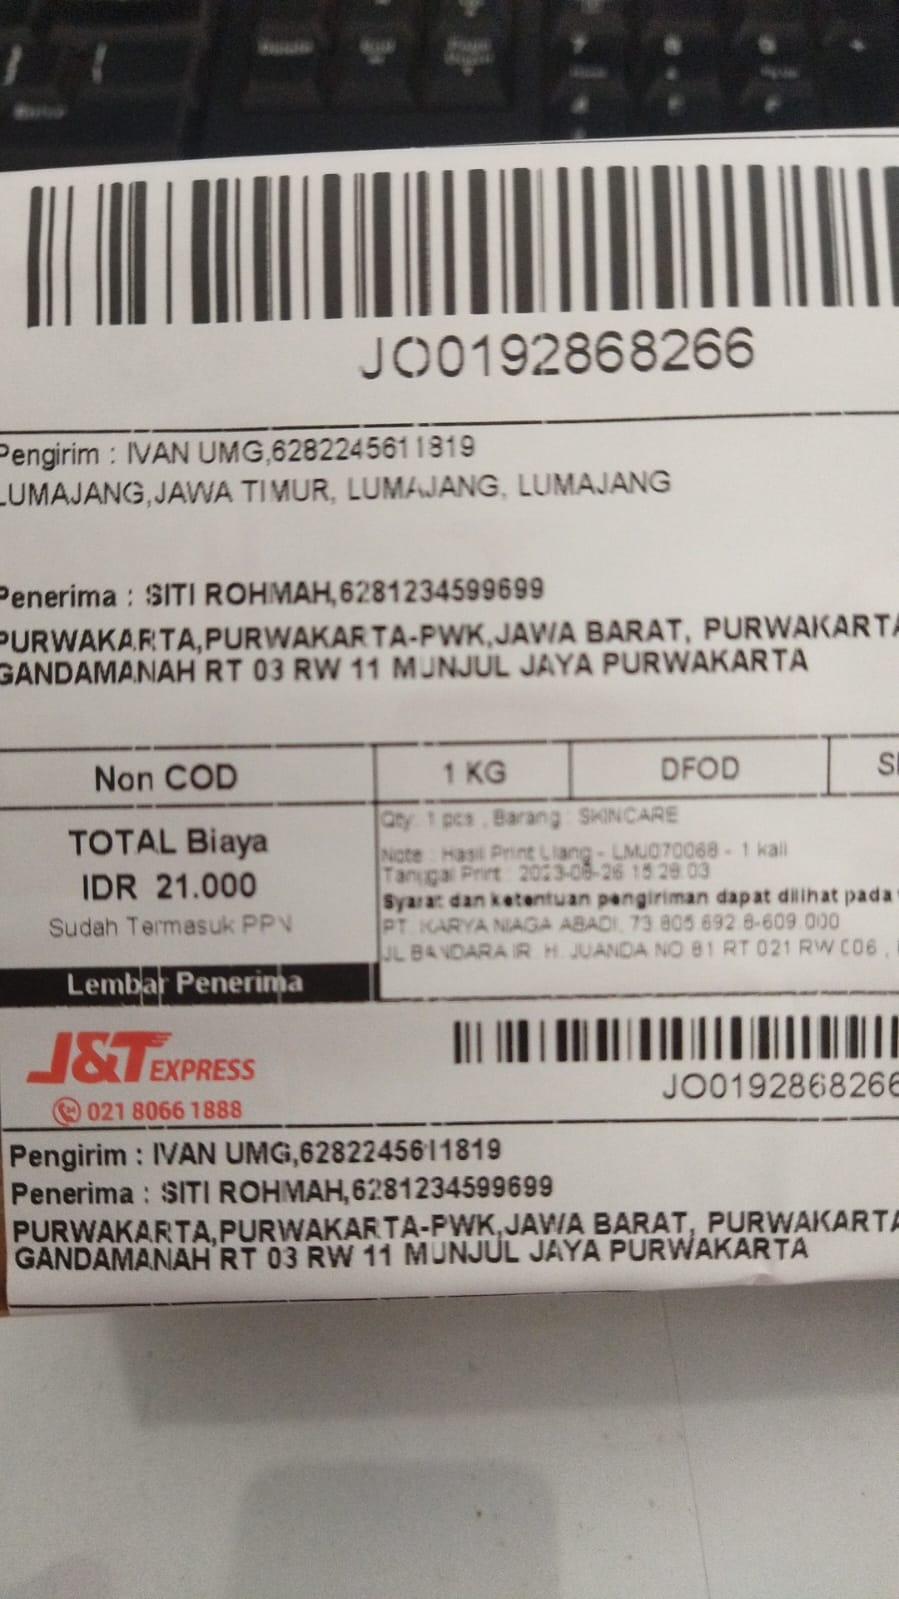 JO0192868266
Pengirim : IVAN UMG,6282245611819
LUMAJANG,JAWA TIMUR, LUMAJANG, LUMAJANG
Penerima : SITI ROHMAH,6281234599699
PURWAKARTA,PURWAKARTA-PWK,JAWA BARAT, PURWAKARTA
GANDAMANAH RT 03 RW 11 MUNJUL JAYA PURWAKARTA
Non COD
1 KG
DFOD
TOTAL Biaya
IDR 21.000
Sudah Termasuk PPN
Lembar Penerima
Qty: 1 pcs , Barang : SKINCARE
Note : Hasil Print Ulang - LMJ070068 - 1 kali
Tanggal Print : 2023-08-26 15:28:03
Syarat dan ketentuan pengiriman dapat dilihat pada
PT. KARYA NIAGA ABADI, 73.805.692.8-609.000
JL BANDARA IR. H. JUANDA NO 81 RT 021 RW 006 ,
J&T EXPRESS
021 8066 1888
JO0192868266
Pengirim : IVAN UMG,6282245611819
Penerima : SITI ROHMAH,6281234599699
PURWAKARTA,PURWAKARTA-PWK,JAWA BARAT, PURWAKARTA
GANDAMANAH RT 03 RW 11 MUNJUL JAYA PURWAKARTA